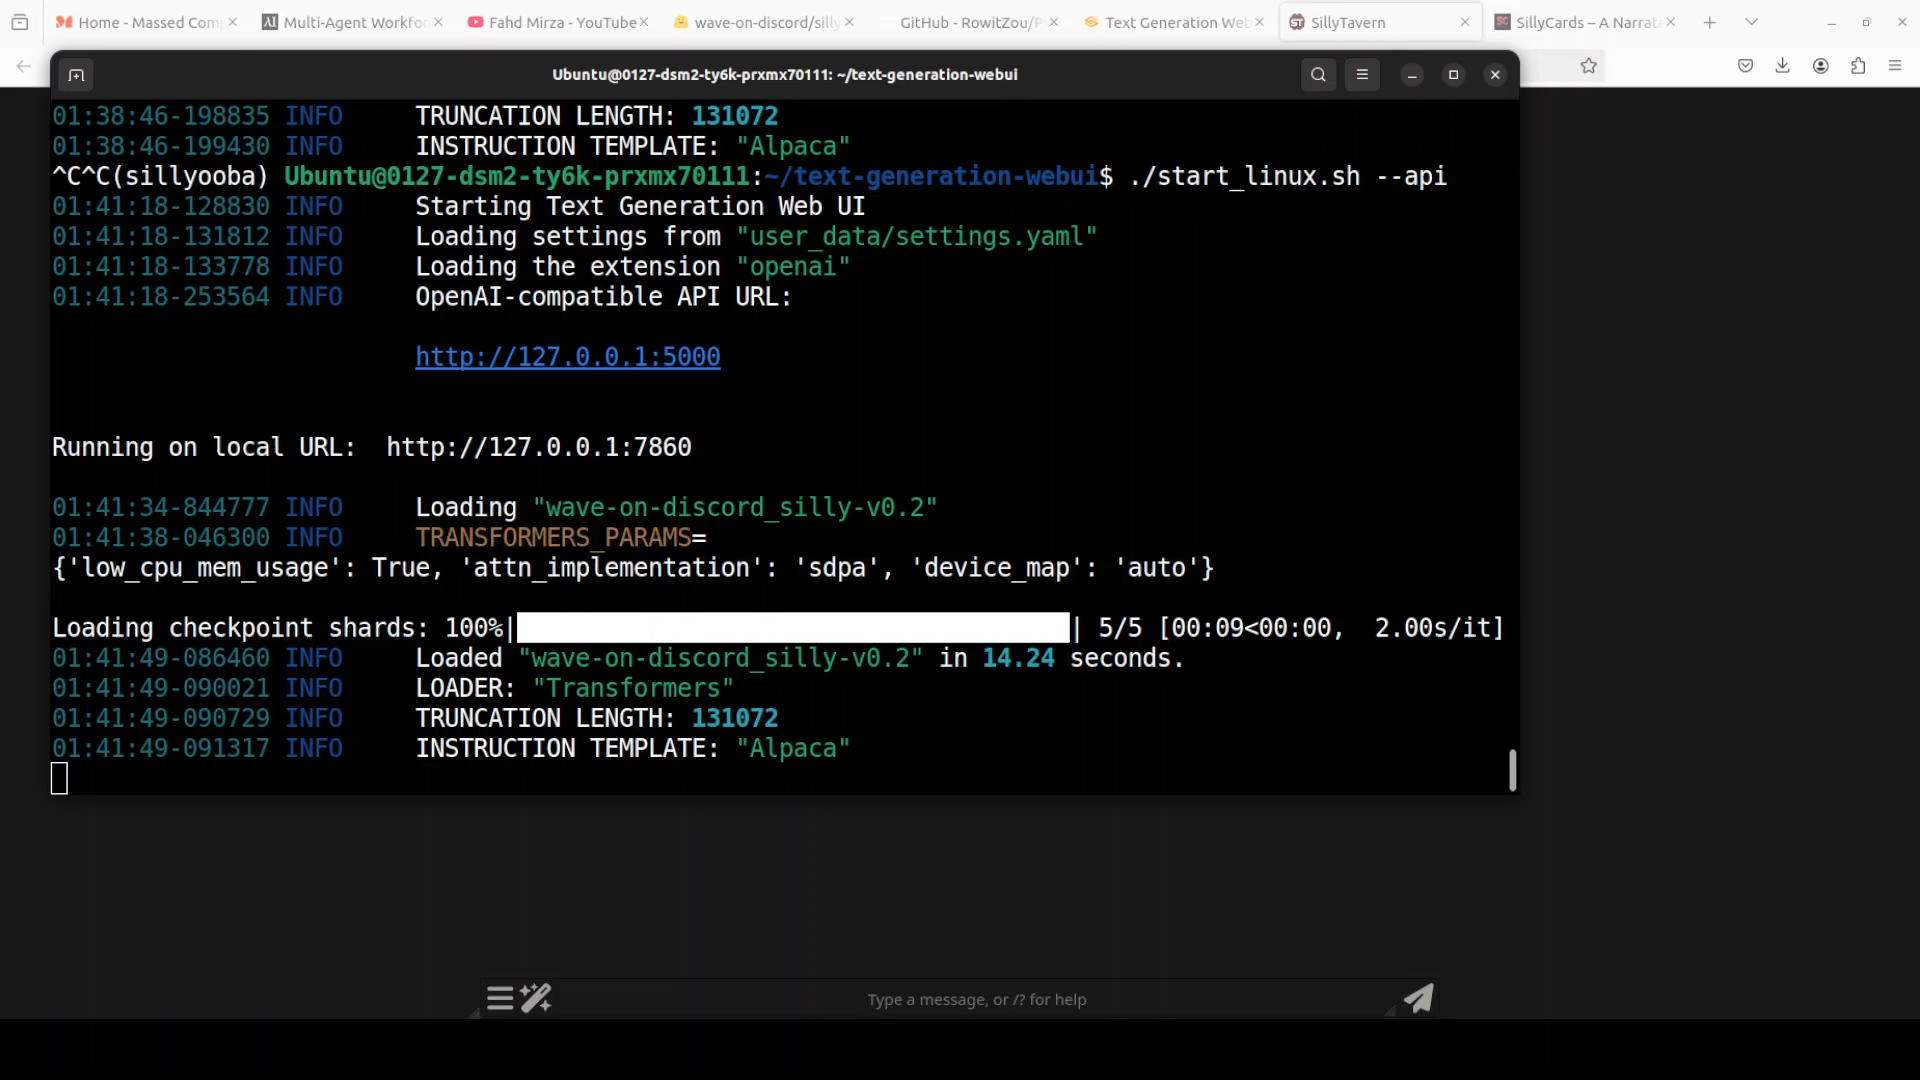 Home - Massed Com
Multi-Agent Workfor
Fahd Mirza - YouTube
wave-on-discord/silly
GitHub - RowitZou/P
Text Generation Web
SillyTavern
SillyCards – A Narrat
Ubuntu@0127-dsm2-ty6k-prxmx70111: ~/text-generation-webui
01:38:46-198835 INFO TRUNCATION LENGTH: 131072
01:38:46-199430 INFO INSTRUCTION TEMPLATE: "Alpaca"
^C^C(sillyooba) Ubuntu@0127-dsm2-ty6k-prxmx70111:~/text-generation-webui$ ./start_linux.sh --api
01:41:18-128830 INFO Starting Text Generation Web UI
01:41:18-131812 INFO Loading settings from "user_data/settings.yaml"
01:41:18-133778 INFO Loading the extension "openai"
01:41:18-253564 INFO OpenAI-compatible API URL:
http://127.0.0.1:5000
Running on local URL: http://127.0.0.1:7860
01:41:34-844777 INFO Loading "wave-on-discord_silly-v0.2"
01:41:38-046300 INFO TRANSFORMERS_PARAMS=
{'low_cpu_mem_usage': True, 'attn_implementation': 'sdpa', 'device_map': 'auto'}
Loading checkpoint shards: 100%| | 5/5 [00:09<00:00, 2.00s/it]
01:41:49-086460 INFO Loaded "wave-on-discord_silly-v0.2" in 14.24 seconds.
01:41:49-090021 INFO LOADER: "Transformers"
01:41:49-090729 INFO TRUNCATION LENGTH: 131072
01:41:49-091317 INFO INSTRUCTION TEMPLATE: "Alpaca"
Type a message, or /? for help